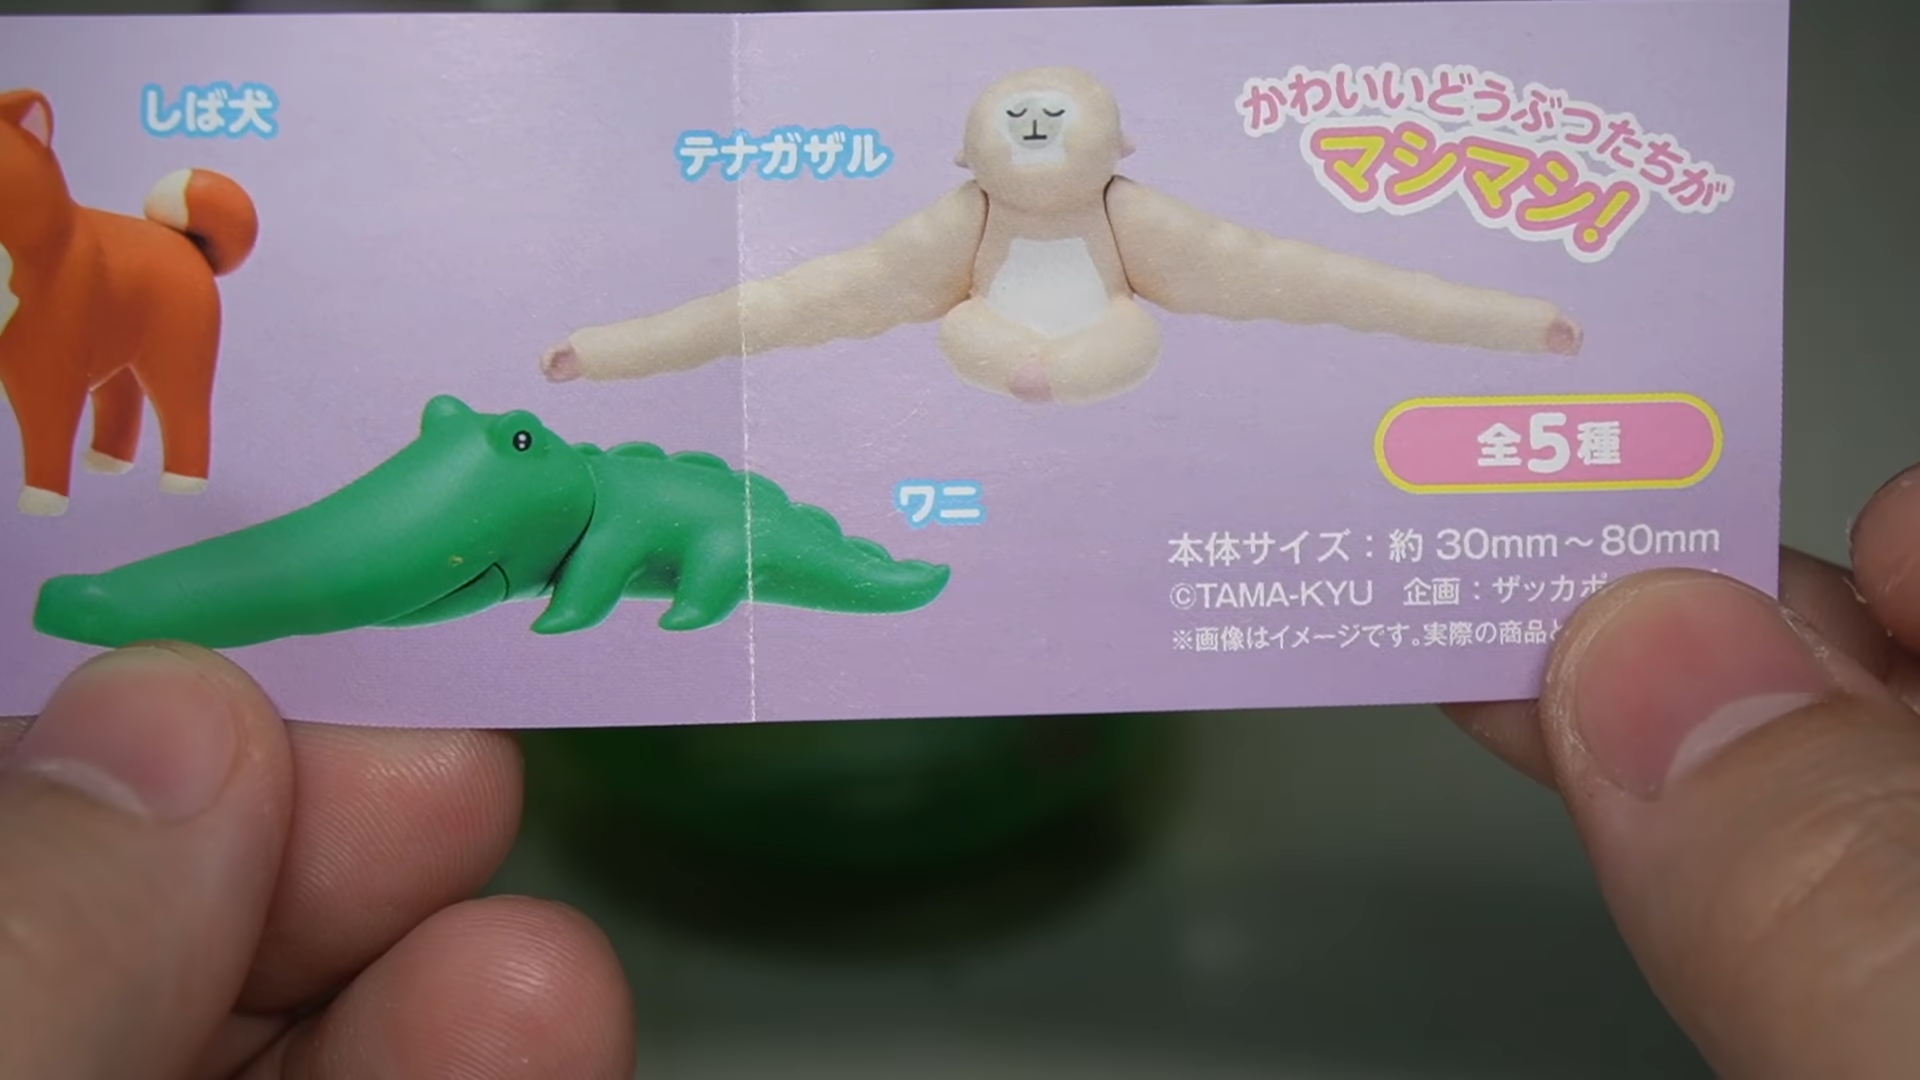 しば犬
テナガザル
かわいいどうぶつたちが
マシマシ!
ワニ
全5種
本体サイズ：約 30mm～80mm
©TAMA-KYU 企画：ザッカポ
※画像はイメージです。実際の商品と